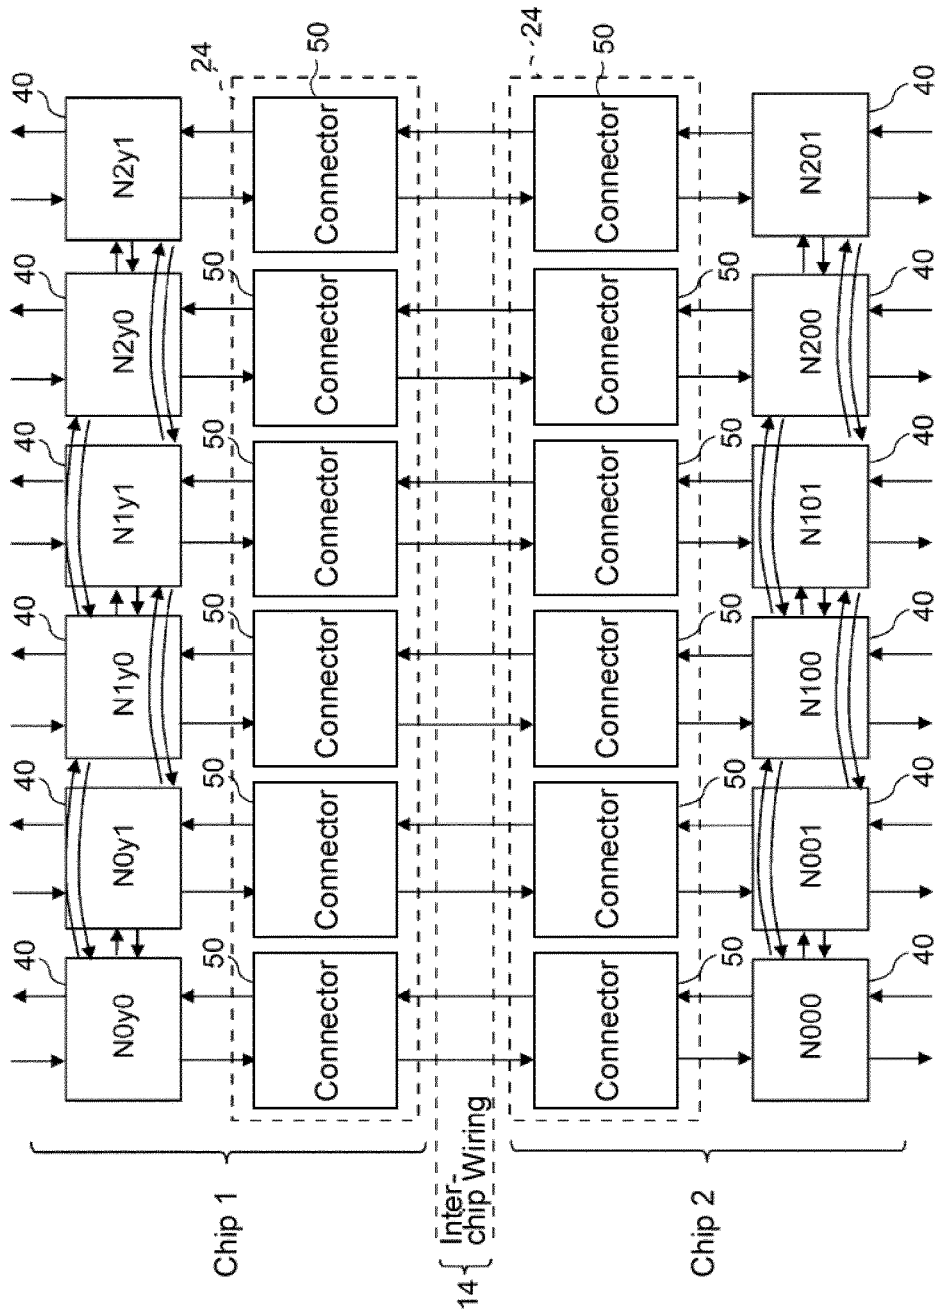 40 40 40 40 40 40
N0y0 N0y1 N1y0 N1y1 N2y0 N2y1
24
50 50 50 50 50 50
Chip 1
Connector Connector Connector Connector Connector Connector
14
Inter-
chip Wiring
24
50
Connector Connector Connector Connector Connector Connector
50 50 50 50 50
Chip 2
N000 N001 N100 N101 N200 N201
40 40 40 40 40 40